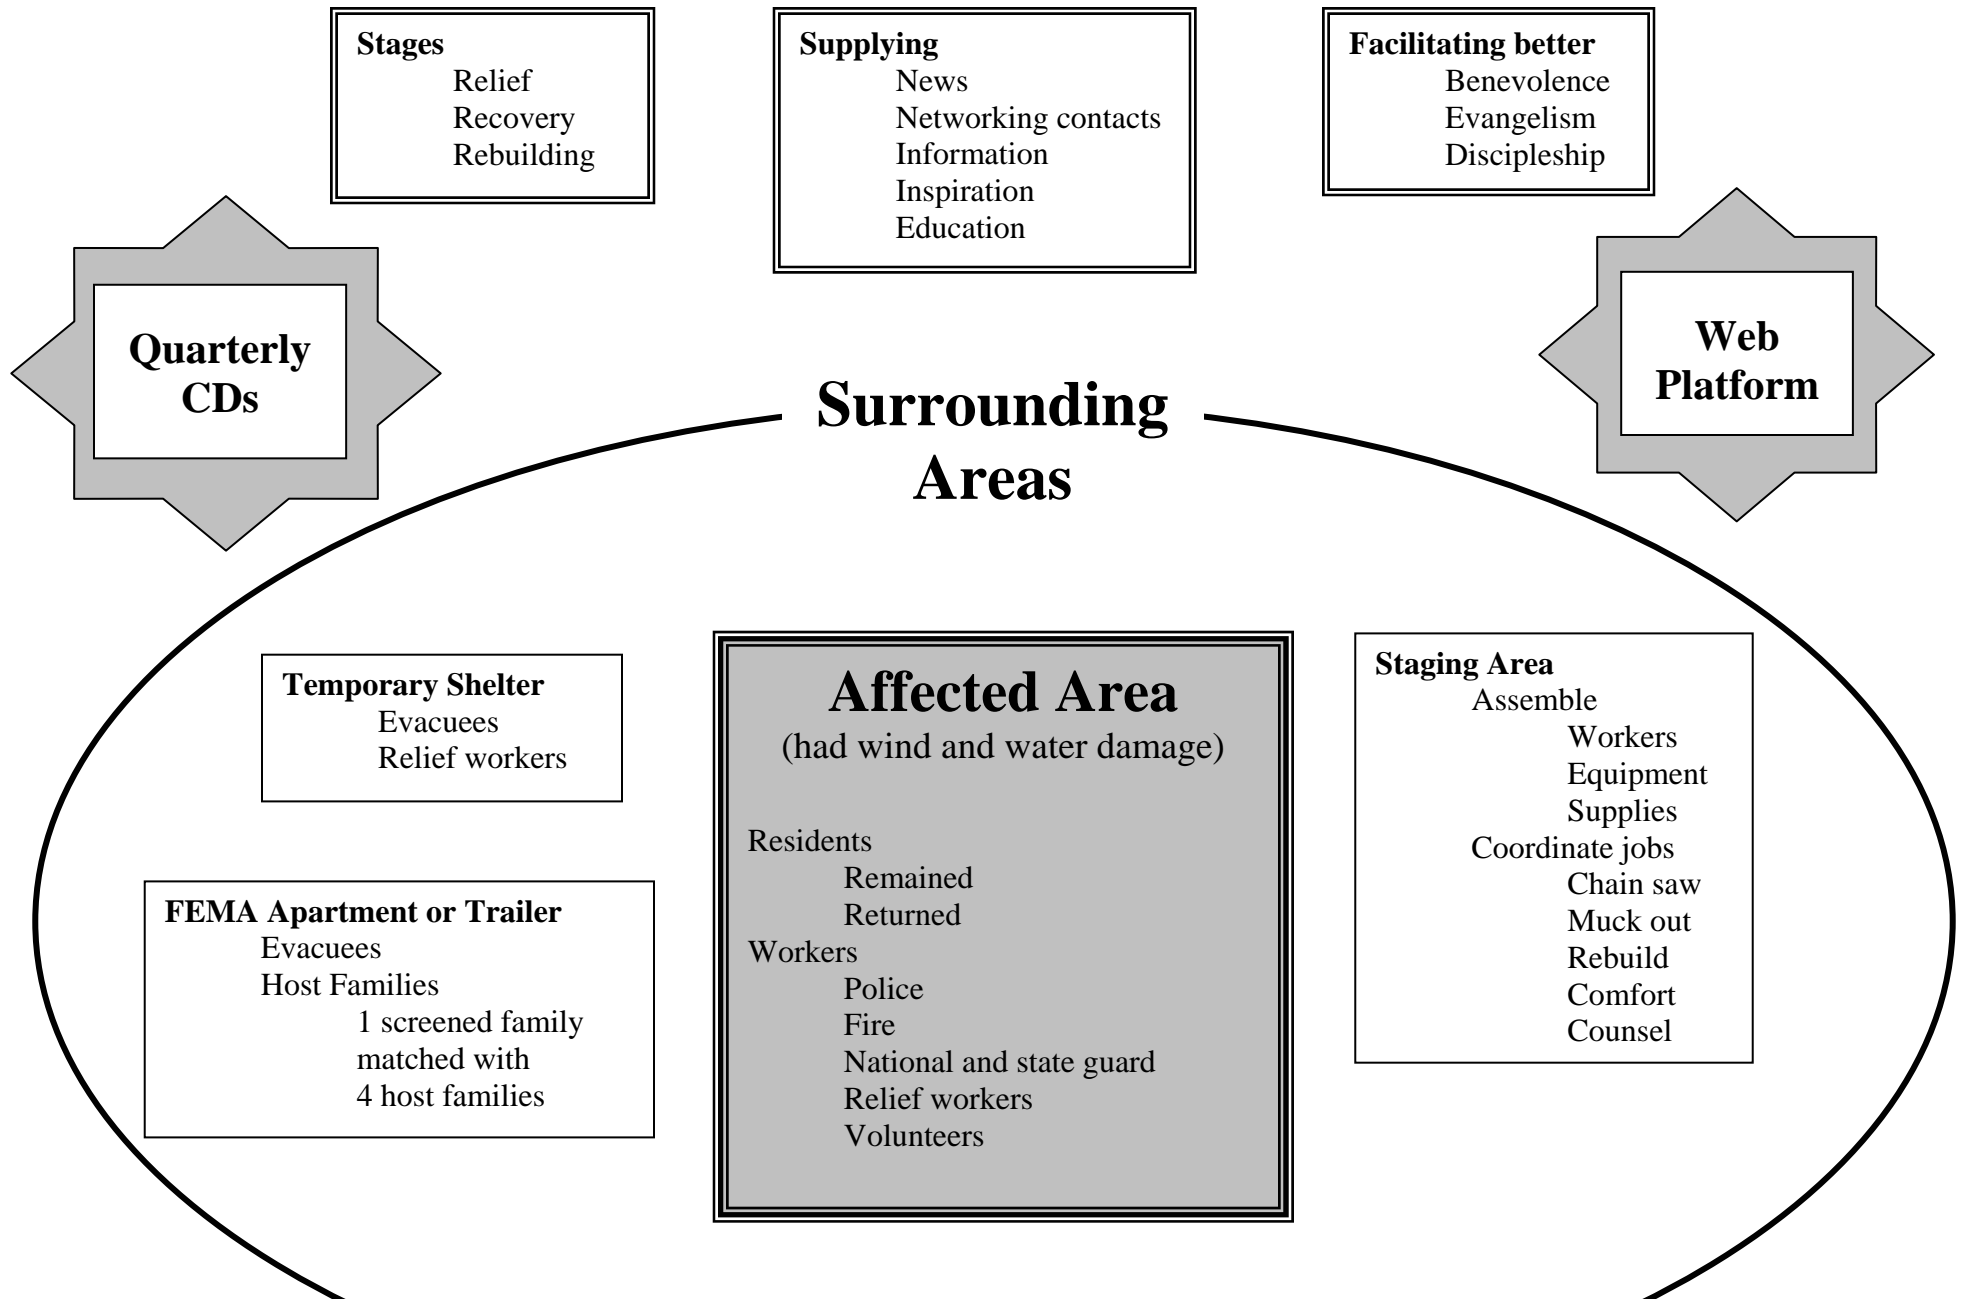 Stages
Relief
Recovery
Rebuilding
Supplying
News
Networking contacts
Information
Inspiration
Education
Facilitating better
Benevolence
Evangelism
Discipleship
Quarterly
CDs
Web
Platform
Surrounding
Areas
Temporary Shelter
Evacuees
Relief workers
FEMA Apartment or Trailer
Evacuees
Host Families
1 screened family
matched with
4 host families
Affected Area
(had wind and water damage)
Residents
Remained
Returned
Workers
Police
Fire
National and state guard
Relief workers
Volunteers
Staging Area
Assemble
Workers
Equipment
Supplies
Coordinate jobs
Chain saw
Muck out
Rebuild
Comfort
Counsel